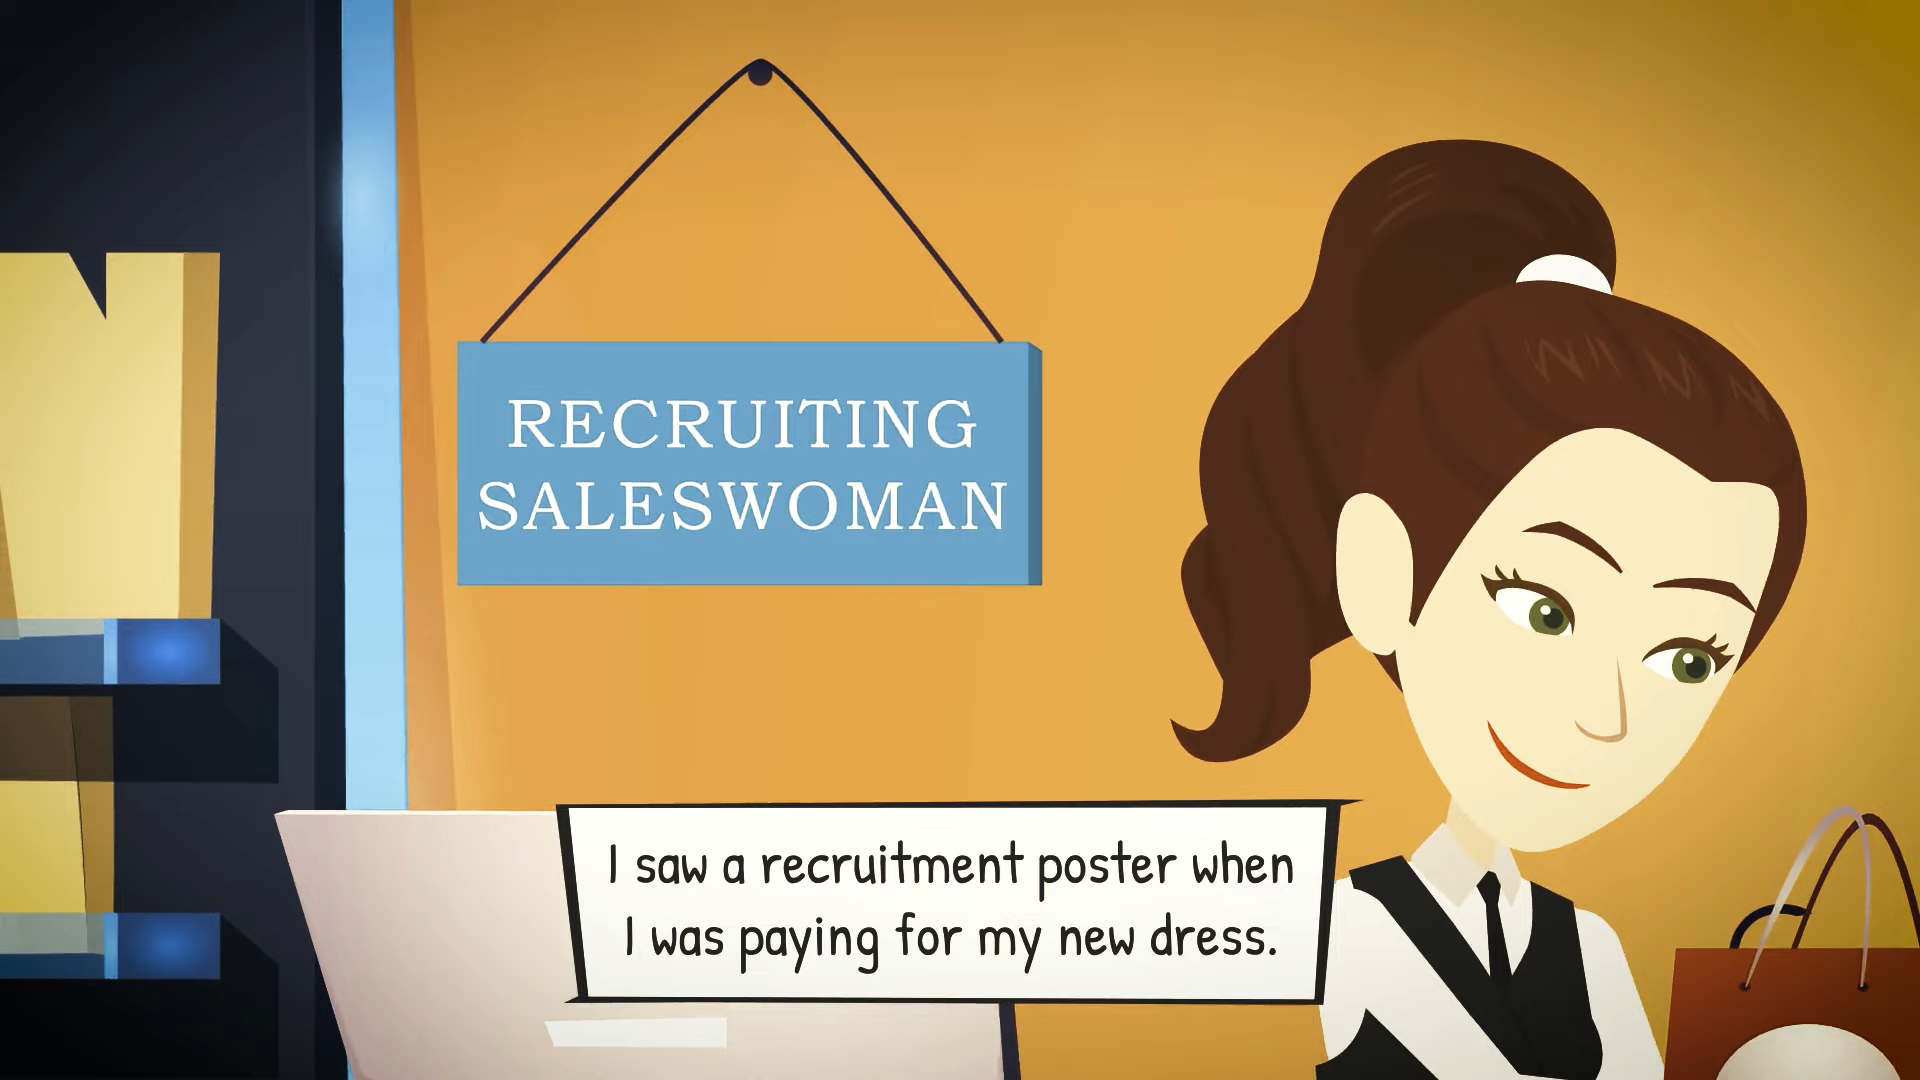 RECRUITING
SALESWOMAN
I saw a recruitment poster when
I was paying for my new dress.